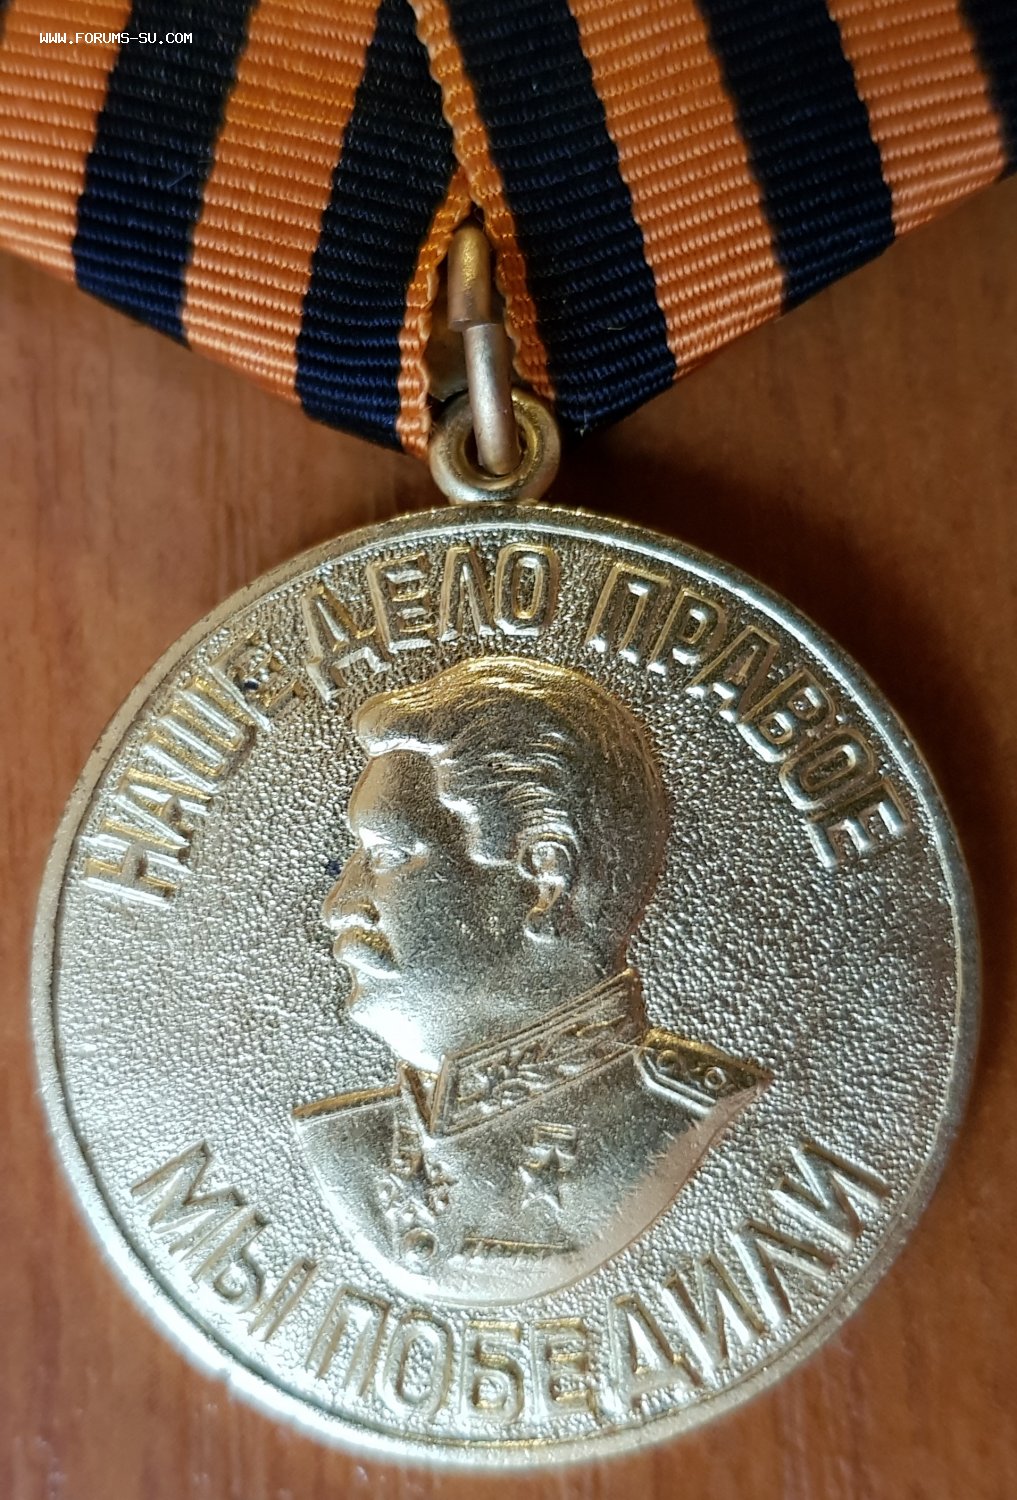 WWW.FORUMS-SU.COM
НАШЕ ДЕЛО ПРАВОЕ
МЫ ПОБЕДИЛИ